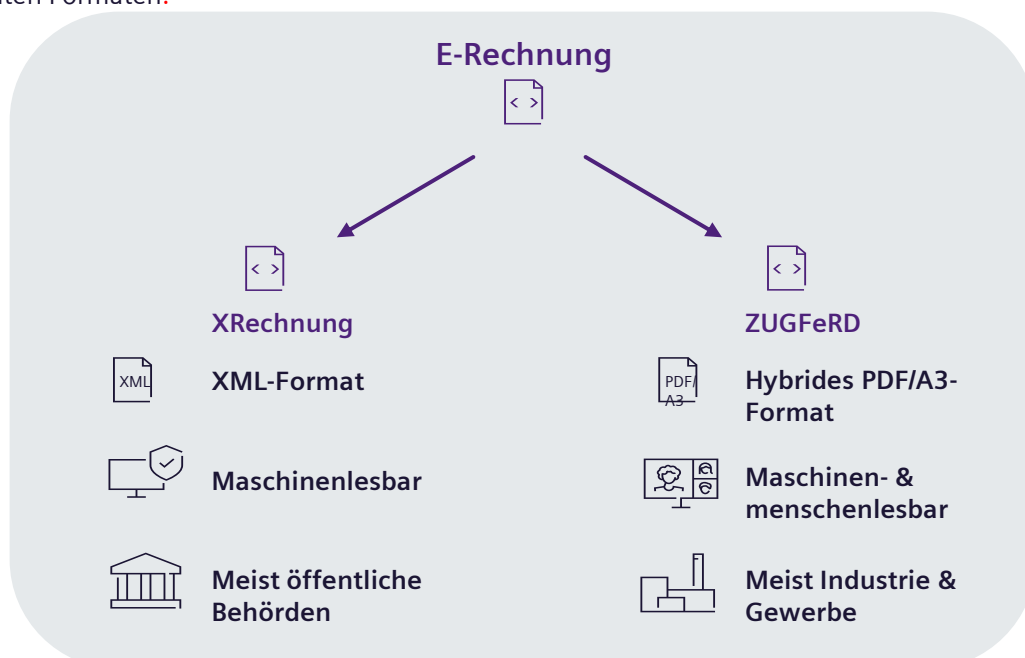 E-Rechnung
XRechnung
XML
XML-Format
Maschinenlesbar
Meist öffentliche
Behörden
ZUGFeRD
PDF/
A3
Hybrides PDF/A3-
Format
Maschinen- &
menschenlesbar
Meist Industrie &
Gewerbe